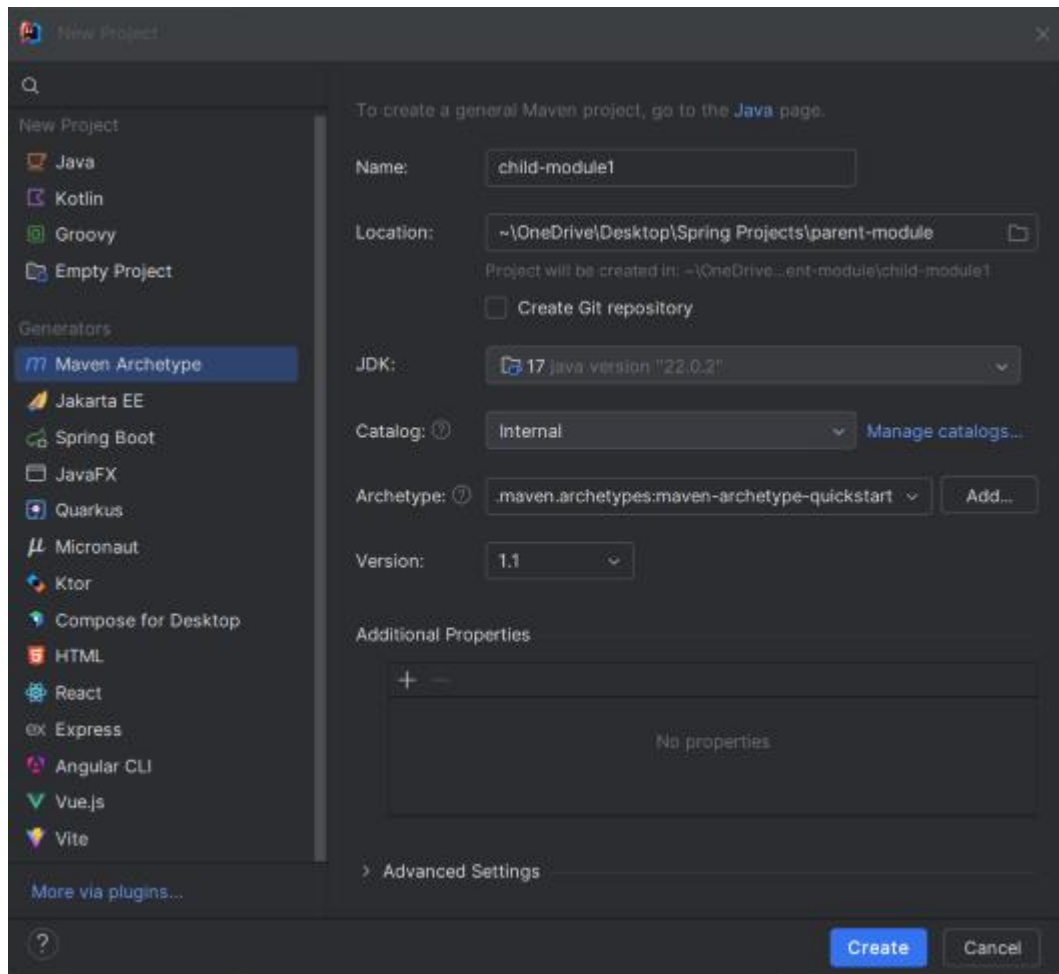 New Project
New Project
Java
Kotlin
Groovy
Empty Project
Generators
Maven Archetype
Jakarta EE
Spring Boot
JavaFX
Quarkus
Micronaut
Ktor
Compose for Desktop
HTML
React
ex Express
Angular CLI
Vue.js
Vite
More via plugins...
To create a general Maven project, go to the Java page.
Name: child-module1
Location: ~\OneDrive\Desktop\Spring Projects\parent-module
Project will be created in: ~\OneDrive...ent-module\child-module1
Create Git repository
JDK: 17 java version "22.0.2"
Catalog: Internal Manage catalogs...
Archetype: .maven.archetypes:maven-archetype-quickstart Add...
Version: 1.1
Additional Properties
No properties
Advanced Settings
? Create Cancel